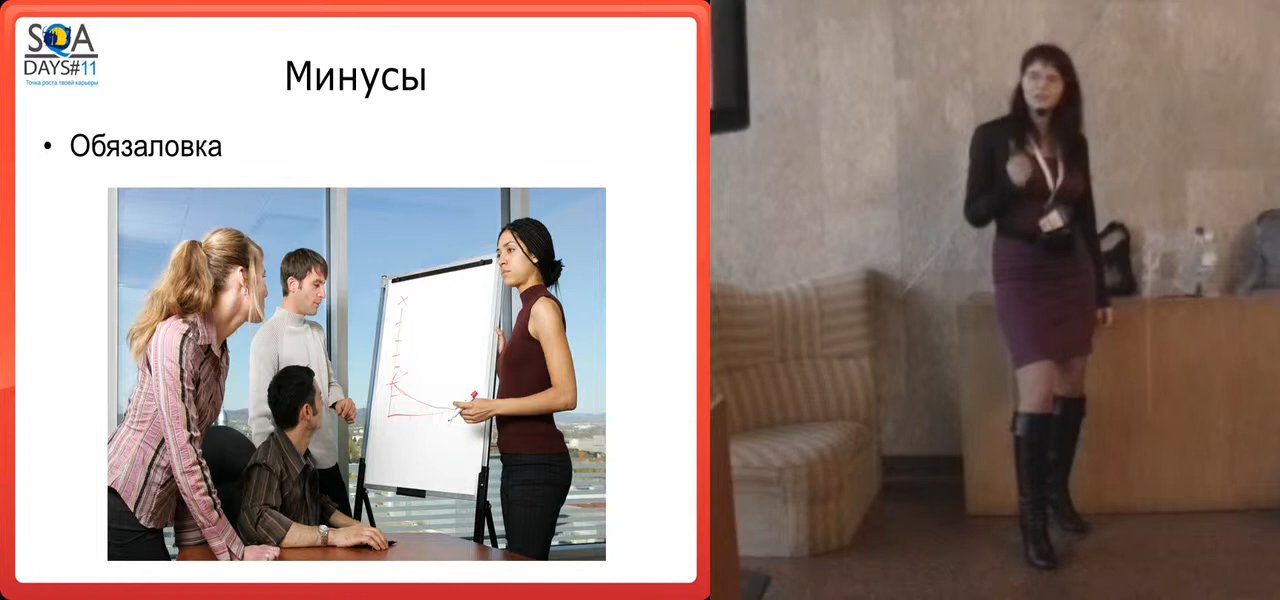 SQA
DAYS#11
Точка роста твоей карьеры
Минусы
• Обязаловка